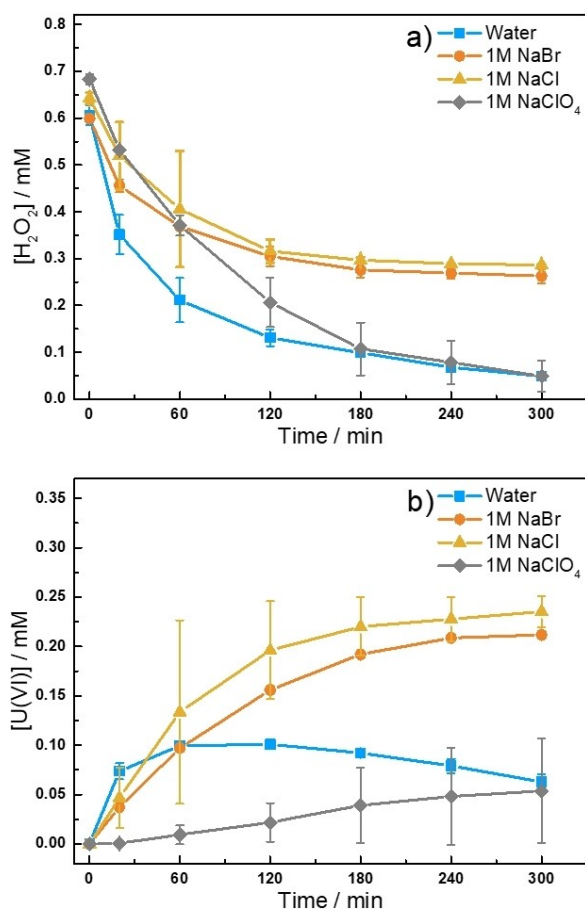 a)
Water
1M NaBr
1M NaCl
1M NaClO₄
[H₂O₂] / mM
0.8
0.7
0.6
0.5
0.4
0.3
0.2
0.1
0.0
0 60 120 180 240 300
Time / min
b)
Water
1M NaBr
1M NaCl
1M NaClO₄
[U(VI)] / mM
0.35
0.30
0.25
0.20
0.15
0.10
0.05
0.00
0 60 120 180 240 300
Time / min